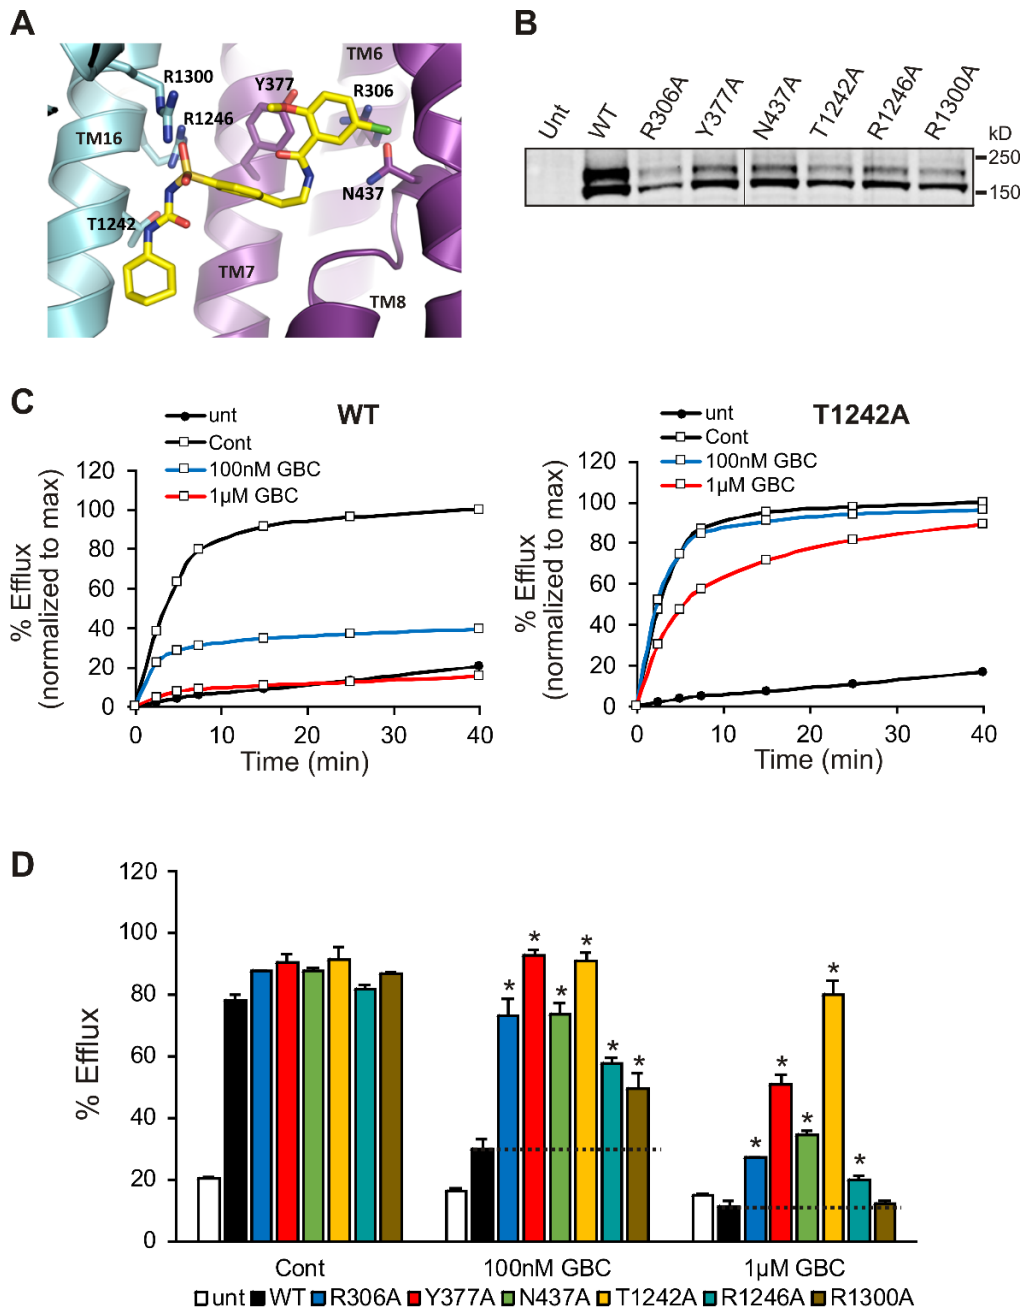 A
TM6
R1300
Y377
R306
R1246
TM16
N437
T1242
TM7
TM8
B
Unt
WT
R306A
Y377A
N437A
T1242A
R1246A
R1300A
kD
250
150
C
WT
unt
Cont
100nM GBC
1µM GBC
% Efflux
(normalized to max)
120
100
80
60
40
20
0
0 10 20 30 40
Time (min)
T1242A
unt
Cont
100nM GBC
1µM GBC
% Efflux
(normalized to max)
120
100
80
60
40
20
0
0 10 20 30 40
Time (min)
D
% Efflux
120
100
80
60
40
20
0
* * * * * *
* * * * *
Cont 100nM GBC 1µM GBC
unt WT R306A Y377A N437A T1242A R1246A R1300A